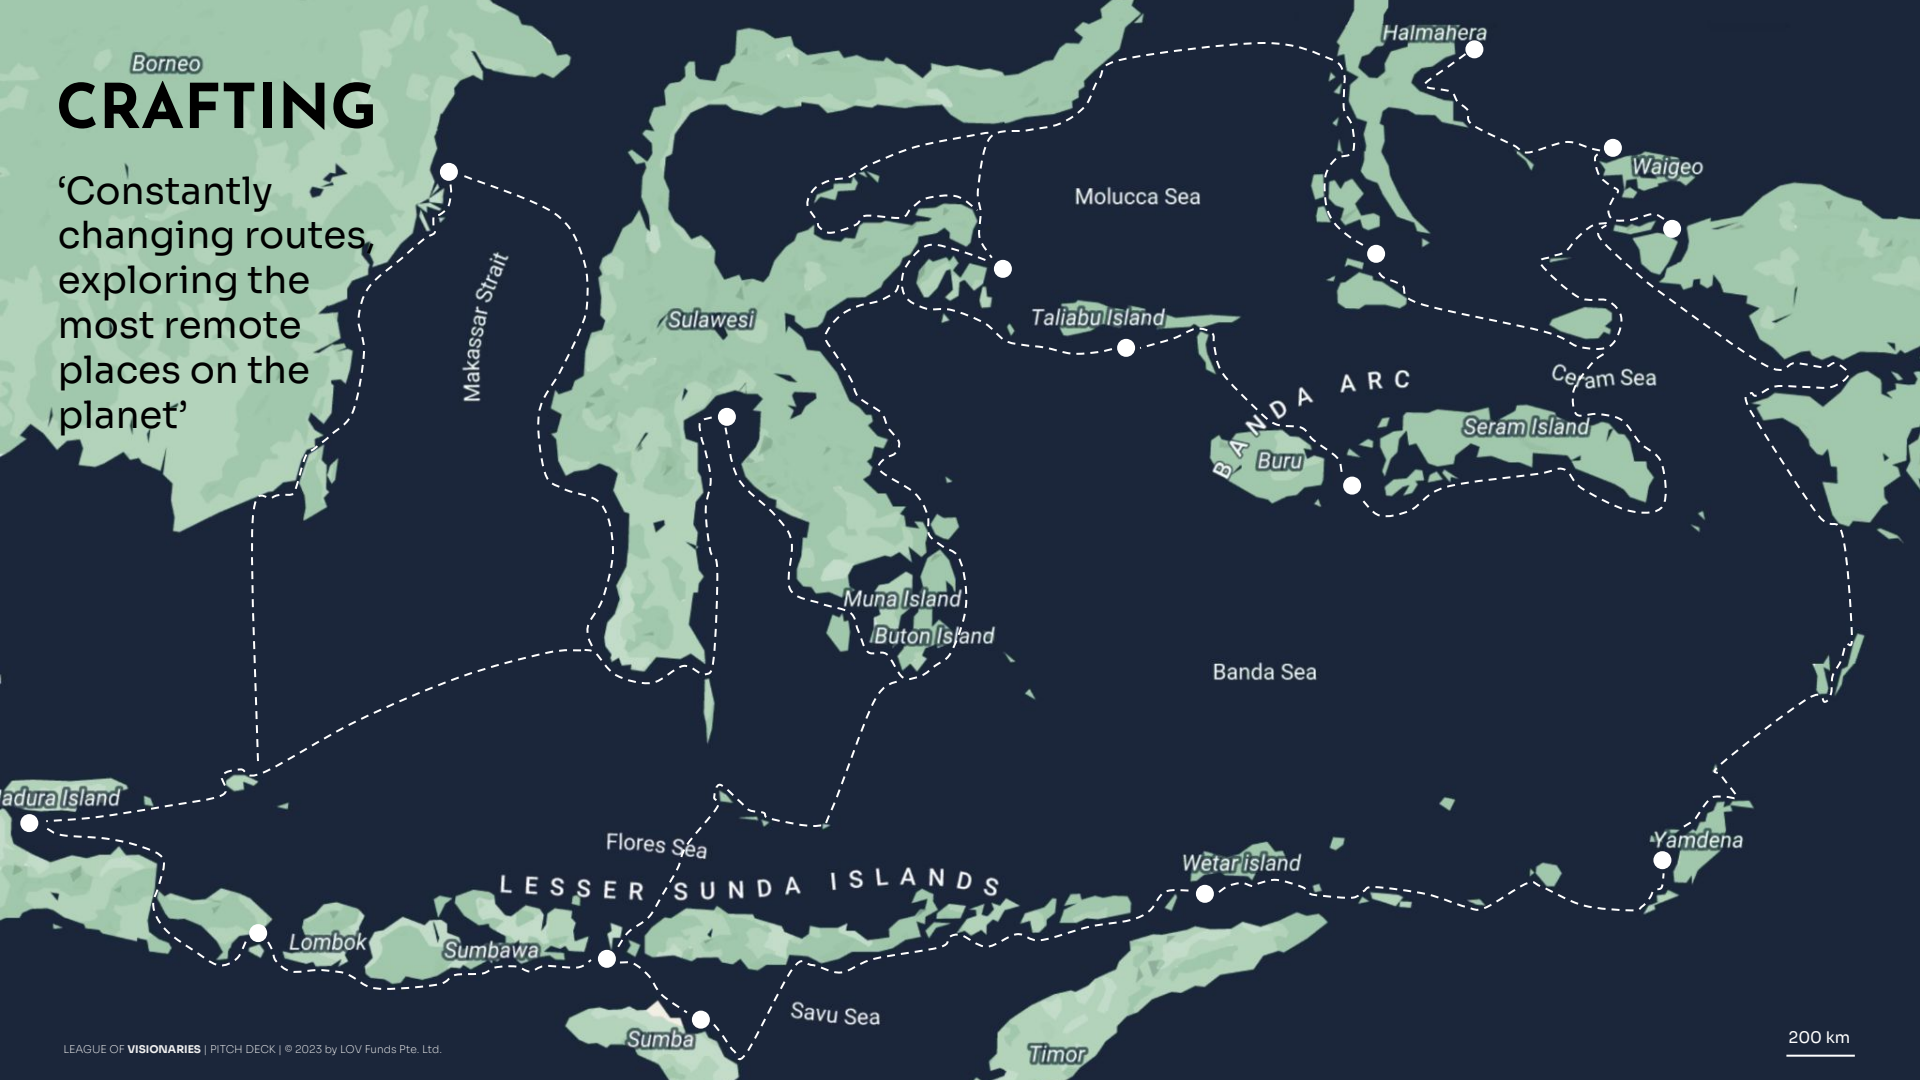 Borneo
CRAFTING
‘Constantly
changing routes,
exploring the
most remote
places on the
planet’
Halmahera
Waigeo
Molucca Sea
Makassar Strait
Sulawesi
Taliabu Island
BANDA ARC
Ceram Sea
Seram Island
Buru
Muna Island
Buton Island
Banda Sea
adura Island
Flores Sea
LESSER SUNDA ISLANDS
Wetar island
Yamdena
Lombok
Sumbawa
Savu Sea
Sumba
Timor
200 km
LEAGUE OF VISIONARIES | PITCH DECK | © 2023 by LOV Funds Pte. Ltd.